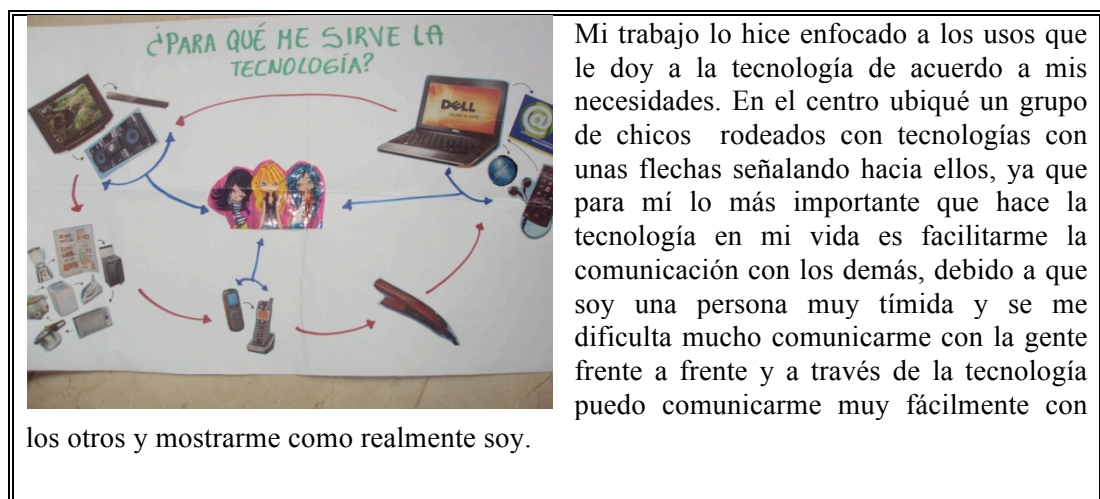 ¿PARA QUÉ ME SIRVE LA
TECNOLOGÍA?
DELL
@
Mi trabajo lo hice enfocado a los usos que
le doy a la tecnología de acuerdo a mis
necesidades. En el centro ubiqué un grupo
de chicos rodeados con tecnologías con
unas flechas señalando hacia ellos, ya que
para mí lo más importante que hace la
tecnología en mi vida es facilitarme la
comunicación con los demás, debido a que
soy una persona muy tímida y se me
dificulta mucho comunicarme con la gente
frente a frente y a través de la tecnología
puedo comunicarme muy fácilmente con
los otros y mostrarme como realmente soy.